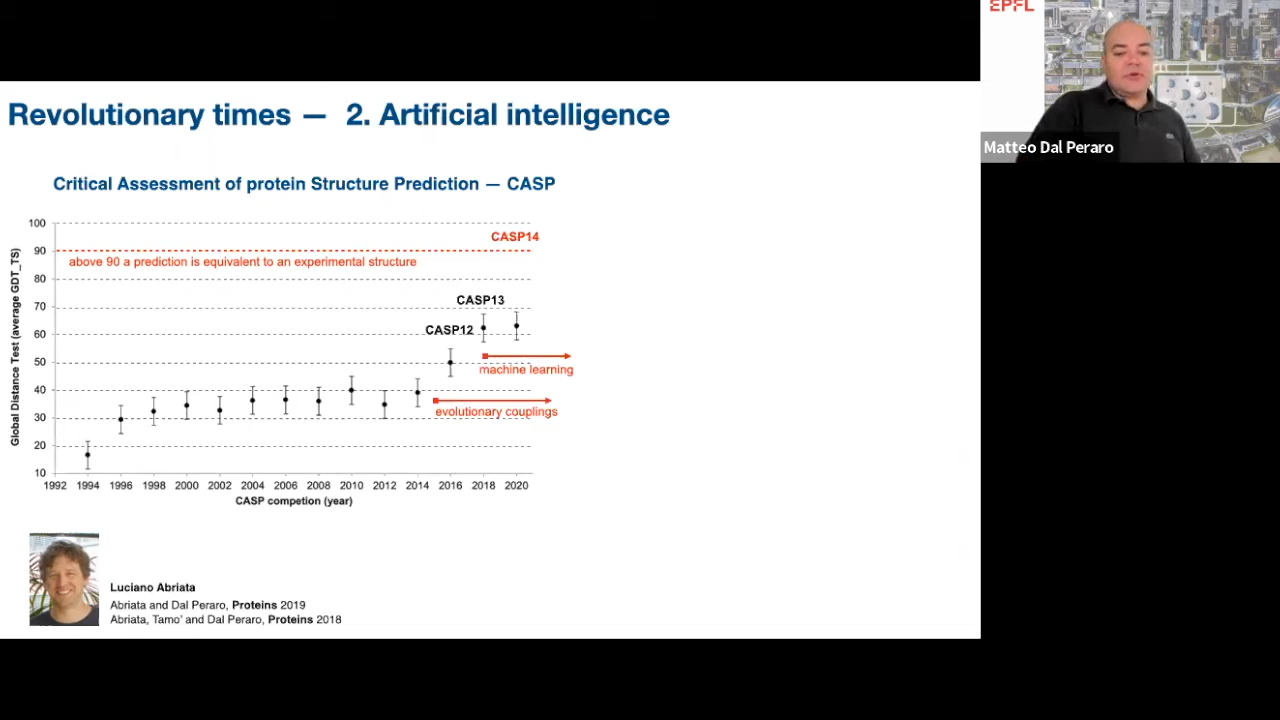 EPFL
Revolutionary times — 2. Artificial intelligence
Matteo Dal Peraro
Critical Assessment of protein Structure Prediction — CASP
100
90
80
70
60
50
40
30
20
10
Global Distance Test (average GDT_TS)
CASP14
above 90 a prediction is equivalent to an experimental structure
CASP13
CASP12
machine learning
evolutionary couplings
1992 1994 1996 1998 2000 2002 2004 2006 2008 2010 2012 2014 2016 2018 2020
CASP competion (year)
Luciano Abriata
Abriata and Dal Peraro, Proteins 2019
Abriata, Tamo' and Dal Peraro, Proteins 2018